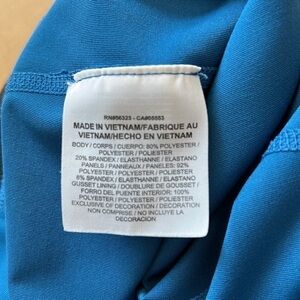 RN#56323 - CA#05553
MADE IN VIETNAM/FABRIQUE AU
VIETNAM/HECHO EN VIETNAM
BODY / CORPS / CUERPO: 80% POLYESTER /
POLYESTER / POLIESTER
20% SPANDEX / ELASTHANNE / ELASTANO
PANELS / PANNEAUX / PANELES: 92%
POLYESTER / POLYESTER / POLIESTER
8% SPANDEX / ELASTHANNE / ELASTANO
GUSSET LINING / DOUBLURE DE GOUSSET /
FORRO DEL PUENTE INTERIOR: 100%
POLYESTER / POLYESTER / POLIESTER
EXCLUSIVE OF DECORATION / DECORATION
NON COMPRISE / NO INCLUYE LA
DECORACION